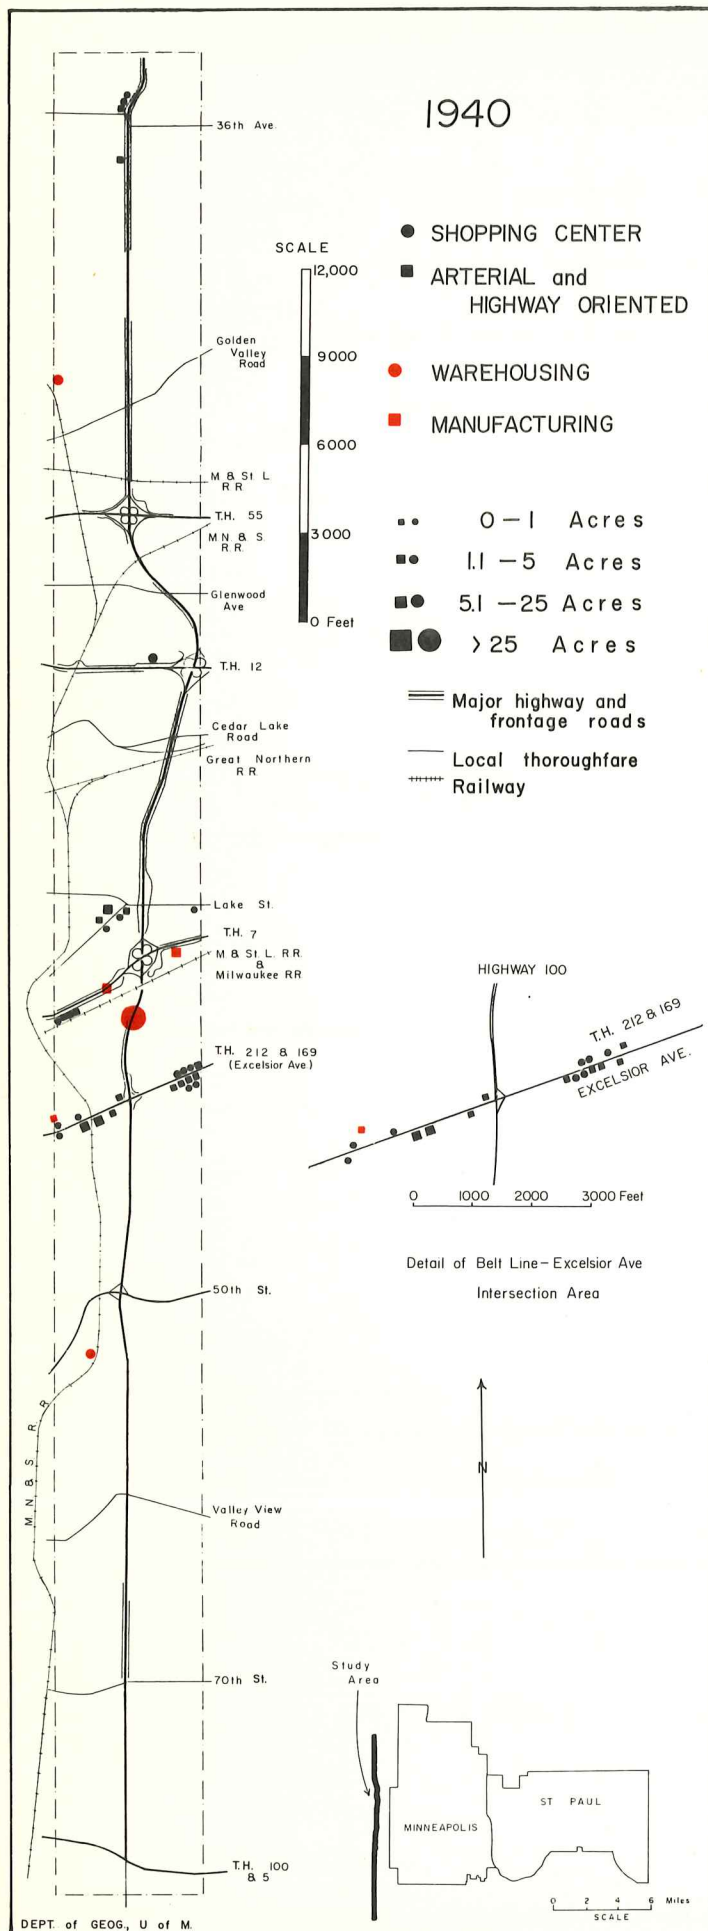 1940
36th Ave.
SHOPPING CENTER
ARTERIAL and
HIGHWAY ORIENTED
WAREHOUSING
MANUFACTURING
SCALE
12,000
9000
6000
3000
0 Feet
0 – 1 Acres
1.1 – 5 Acres
5.1 – 25 Acres
> 25 Acres
Major highway and
frontage roads
Local thoroughfare
Railway
Golden
Valley
Road
M & St L
R R.
T.H. 55
M N. & S.
R R.
Glenwood
Ave
T.H. 12
Cedar Lake
Road
Great Northern
R R.
Lake St.
T.H. 7
M & St L. RR.
&
Milwaukee RR
T.H. 212 & 169
(Excelsior Ave)
HIGHWAY 100
T.H. 212 & 169
EXCELSIOR AVE.
0 1000 2000 3000 Feet
Detail of Belt Line – Excelsior Ave
Intersection Area
50th St.
N
M N & S R R
Valley View
Road
70th St.
T.H. 100
& 5
Study
Area
MINNEAPOLIS
ST PAUL
0 2 4 6 Miles
SCALE
DEPT. of GEOG., U of M.